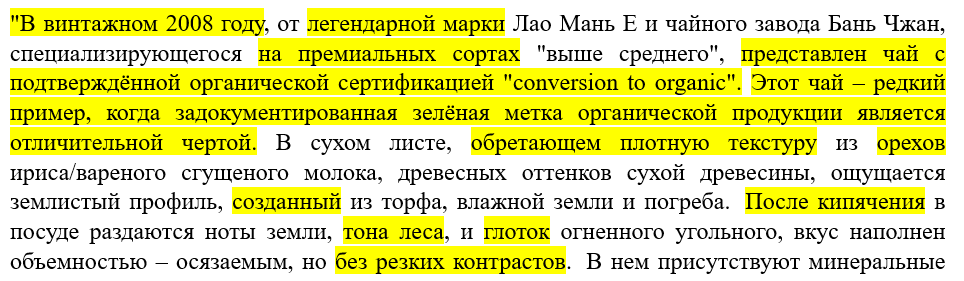 "В винтажном 2008 году, от легендарной марки Лао Мань Е и чайного завода Бань Чжан,
специализирующегося на премиальных сортах "выше среднего", представлен чай с
подтверждённой органической сертификацией "conversion to organic". Этот чай – редкий
пример, когда задокументированная зелёная метка органической продукции является
отличительной чертой. В сухом листе, обретающем плотную текстуру из орехов
ириса/вареного сгущеного молока, древесных оттенков сухой древесины, ощущается
землистый профиль, созданный из торфа, влажной земли и погреба. После кипячения в
посуде раздаются ноты земли, тона леса, и глоток огненного угольного, вкус наполнен
объемностью – осязаемым, но без резких контрастов. В нем присутствуют минеральные